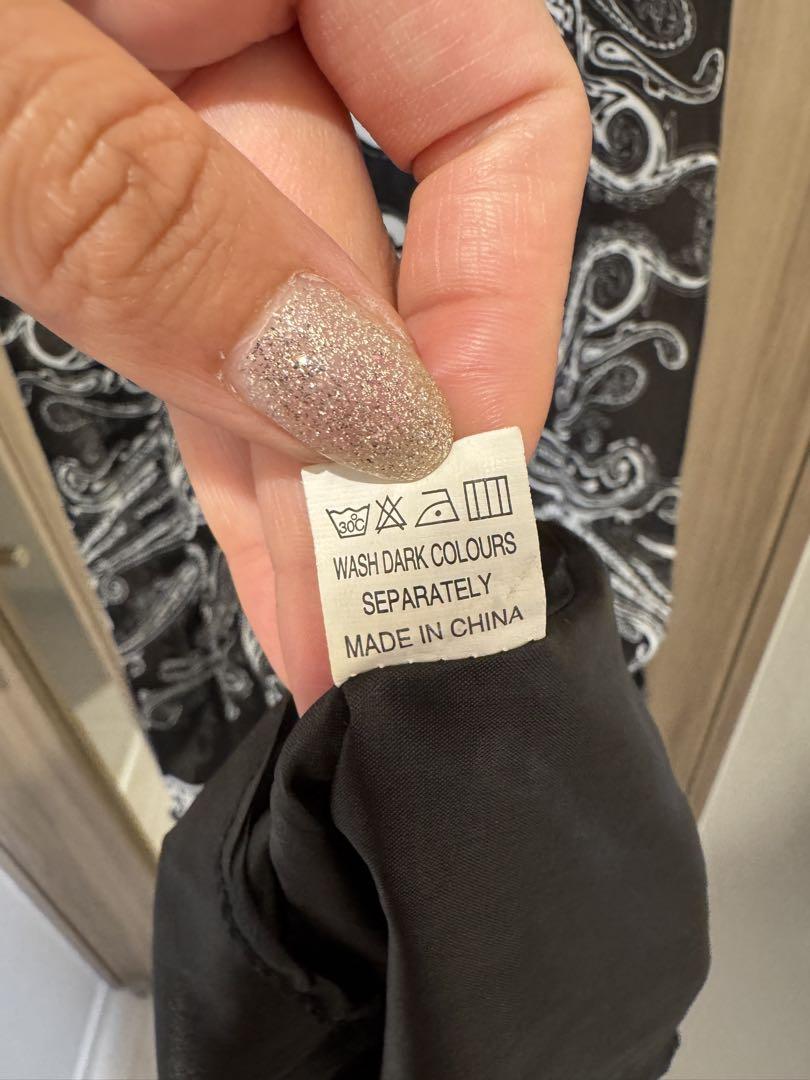 30°C
WASH DARK COLOURS
SEPARATELY
MADE IN CHINA